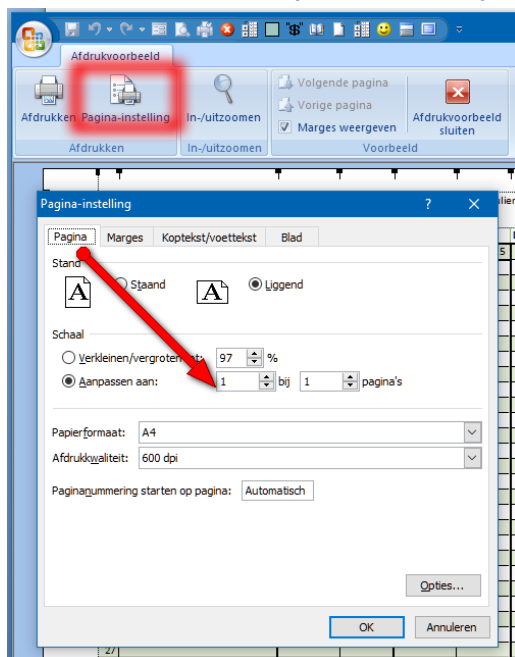 Afdrukvoorbeeld
Afdrukken
Pagina-instelling
In-/uitzoomen
Volgende pagina
Vorige pagina
Marges weergeven
Afdrukvoorbeeld sluiten
Afdrukken
In-/uitzoomen
Voorbeeld
Pagina-instelling ? X
Pagina Marges Koptekst/voettekst Blad
Stand
A Staand A Liggend
Schaal
Verkleinen/vergroten 97 %
Aanpassen aan: 1 bij 1 pagina's
Papierformaat: A4
Afdrukkwaliteit: 600 dpi
Paginanummering starten op pagina: Automatisch
Opties...
OK Annuleren
27